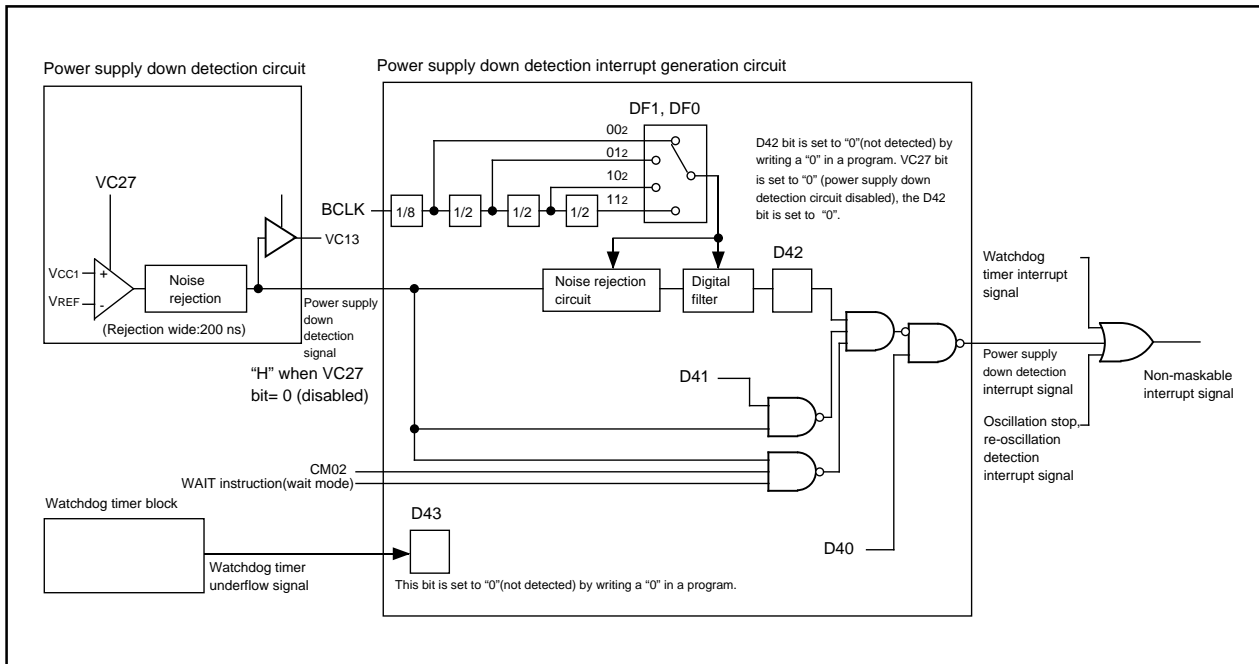 Power supply down detection circuit
VC27
VCC1
+
VREF
-
Noise
rejection
(Rejection wide:200 ns)
VC13
Power supply
down
detection
signal
“H” when VC27
bit= 0 (disabled)
Power supply down detection interrupt generation circuit
DF1, DF0
002
012
102
112
BCLK
1/8
1/2
1/2
1/2
D42 bit is set to “0”(not detected) by
writing a “0” in a program. VC27 bit
is set to “0” (power supply down
detection circuit disabled), the D42
bit is set to “0”.
Noise rejection
circuit
Digital
filter
D42
D41
CM02
WAIT instruction(wait mode)
D40
Watchdog timer block
Watchdog timer
underflow signal
D43
This bit is set to “0”(not detected) by writing a “0” in a program.
Watchdog
timer interrupt
signal
Power supply
down detection
interrupt signal
Oscillation stop,
re-oscillation
detection
interrupt signal
Non-maskable
interrupt signal